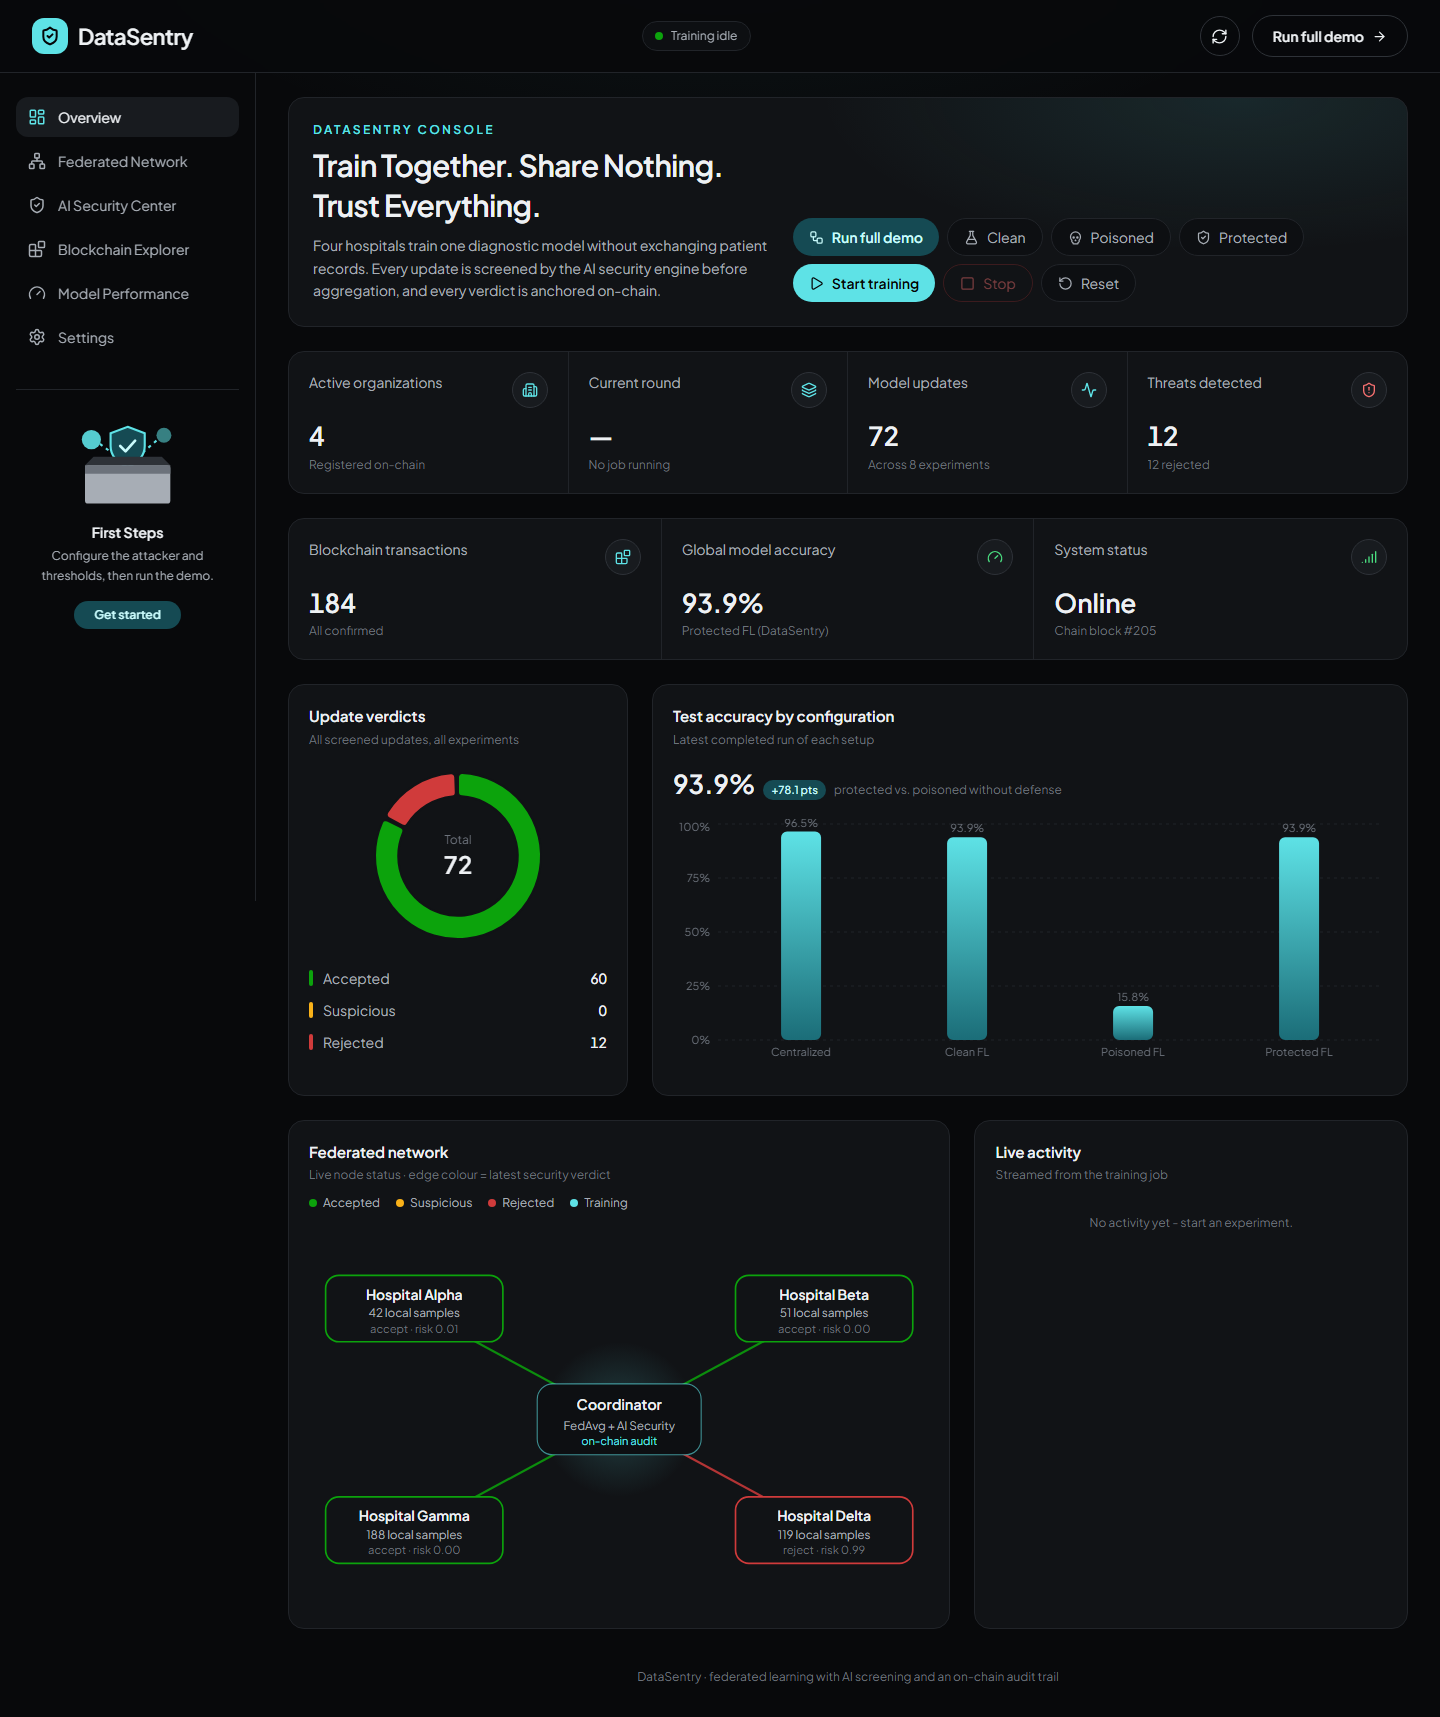 DataSentry
Training idle
Run full demo
Overview
Federated Network
AI Security Center
Blockchain Explorer
Model Performance
Settings
First Steps
Configure the attacker and
thresholds, then run the demo.
Get started
DATASENTRY CONSOLE
Train Together. Share Nothing.
Trust Everything.
Four hospitals train one diagnostic model without exchanging patient
records. Every update is screened by the AI security engine before
aggregation, and every verdict is anchored on-chain.
Run full demo
Clean
Poisoned
Protected
Start training
Stop
Reset
Active organizations
4
Registered on-chain
Current round
—
No job running
Model updates
72
Across 8 experiments
Threats detected
12
12 rejected
Blockchain transactions
184
All confirmed
Global model accuracy
93.9%
Protected FL (DataSentry)
System status
Online
Chain block #205
Update verdicts
All screened updates, all experiments
Total
72
Accepted 60
Suspicious 0
Rejected 12
Test accuracy by configuration
Latest completed run of each setup
93.9% +78.1 pts protected vs. poisoned without defense
100%
75%
50%
25%
0%
96.5%
93.9%
15.8%
93.9%
Centralized
Clean FL
Poisoned FL
Protected FL
Federated network
Live node status · edge colour = latest security verdict
Accepted
Suspicious
Rejected
Training
Hospital Alpha
42 local samples
accept · risk 0.01
Hospital Beta
51 local samples
accept · risk 0.00
Coordinator
FedAvg + AI Security
on-chain audit
Hospital Gamma
188 local samples
accept · risk 0.00
Hospital Delta
119 local samples
reject · risk 0.99
Live activity
Streamed from the training job
No activity yet - start an experiment.
DataSentry · federated learning with AI screening and an on-chain audit trail